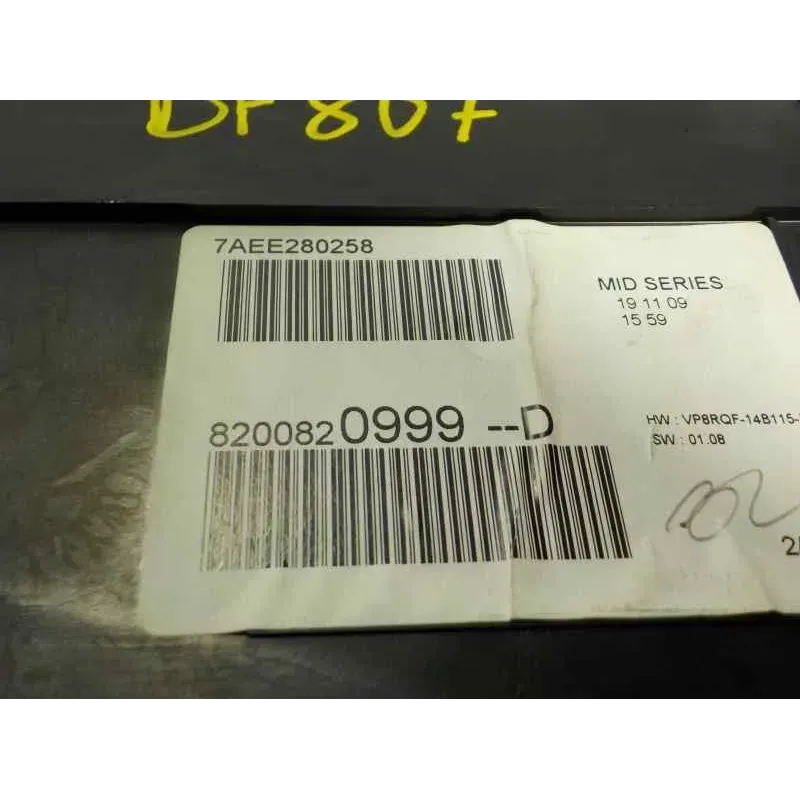 DF807
7AEE280258
MID SERIES
19 11 09
15 59
8200820999 --D
HW : VP8RQF-14B115-
SW : 01.08